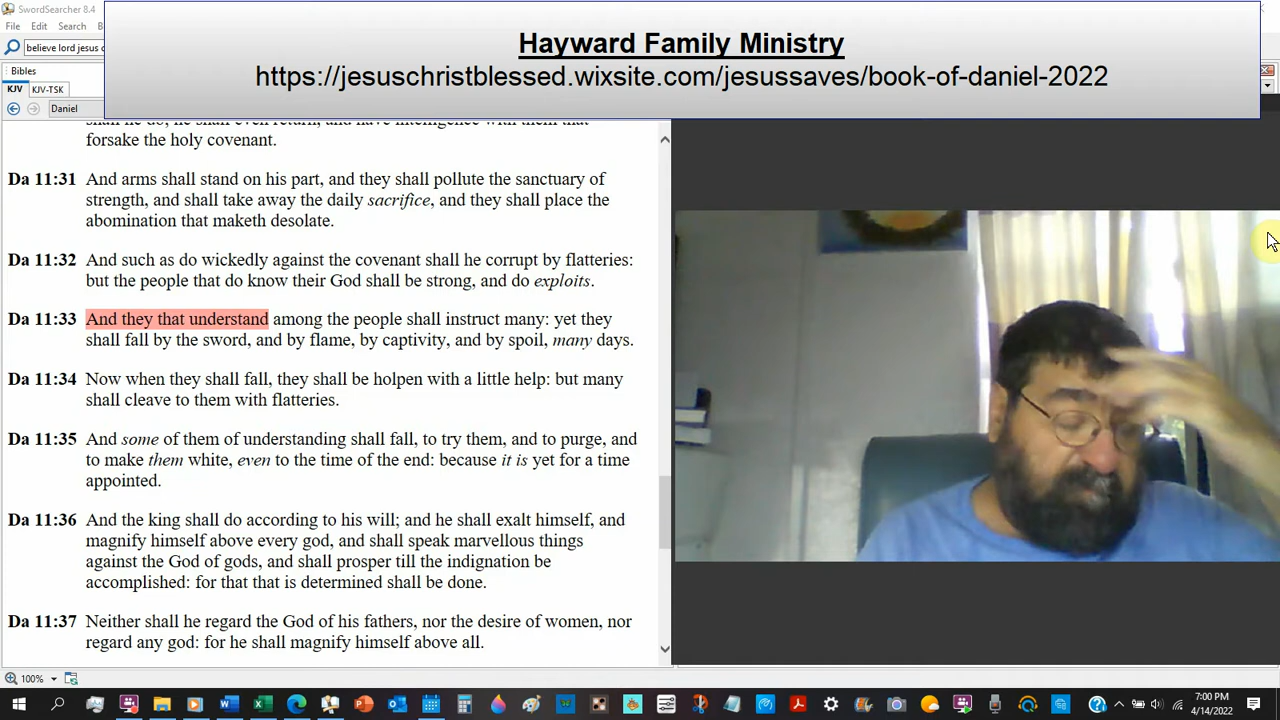 SwordSearcher 8.4
File Edit Search
Hayward Family Ministry
https://jesuschristblessed.wixsite.com/jesussaves/book-of-daniel-2022
believe lord jesus
Bibles
KJV KJV-TSK
Daniel
forsake the holy covenant.
Da 11:31 And arms shall stand on his part, and they shall pollute the sanctuary of
strength, and shall take away the daily sacrifice, and they shall place the
abomination that maketh desolate.
Da 11:32 And such as do wickedly against the covenant shall he corrupt by flatteries:
but the people that do know their God shall be strong, and do exploits.
Da 11:33 And they that understand among the people shall instruct many: yet they
shall fall by the sword, and by flame, by captivity, and by spoil, many days.
Da 11:34 Now when they shall fall, they shall be holpen with a little help: but many
shall cleave to them with flatteries.
Da 11:35 And some of them of understanding shall fall, to try them, and to purge, and
to make them white, even to the time of the end: because it is yet for a time
appointed.
Da 11:36 And the king shall do according to his will; and he shall exalt himself, and
magnify himself above every god, and shall speak marvellous things
against the God of gods, and shall prosper till the indignation be
accomplished: for that that is determined shall be done.
Da 11:37 Neither shall he regard the God of his fathers, nor the desire of women, nor
regard any god: for he shall magnify himself above all.
100%
7:00 PM
4/14/2022